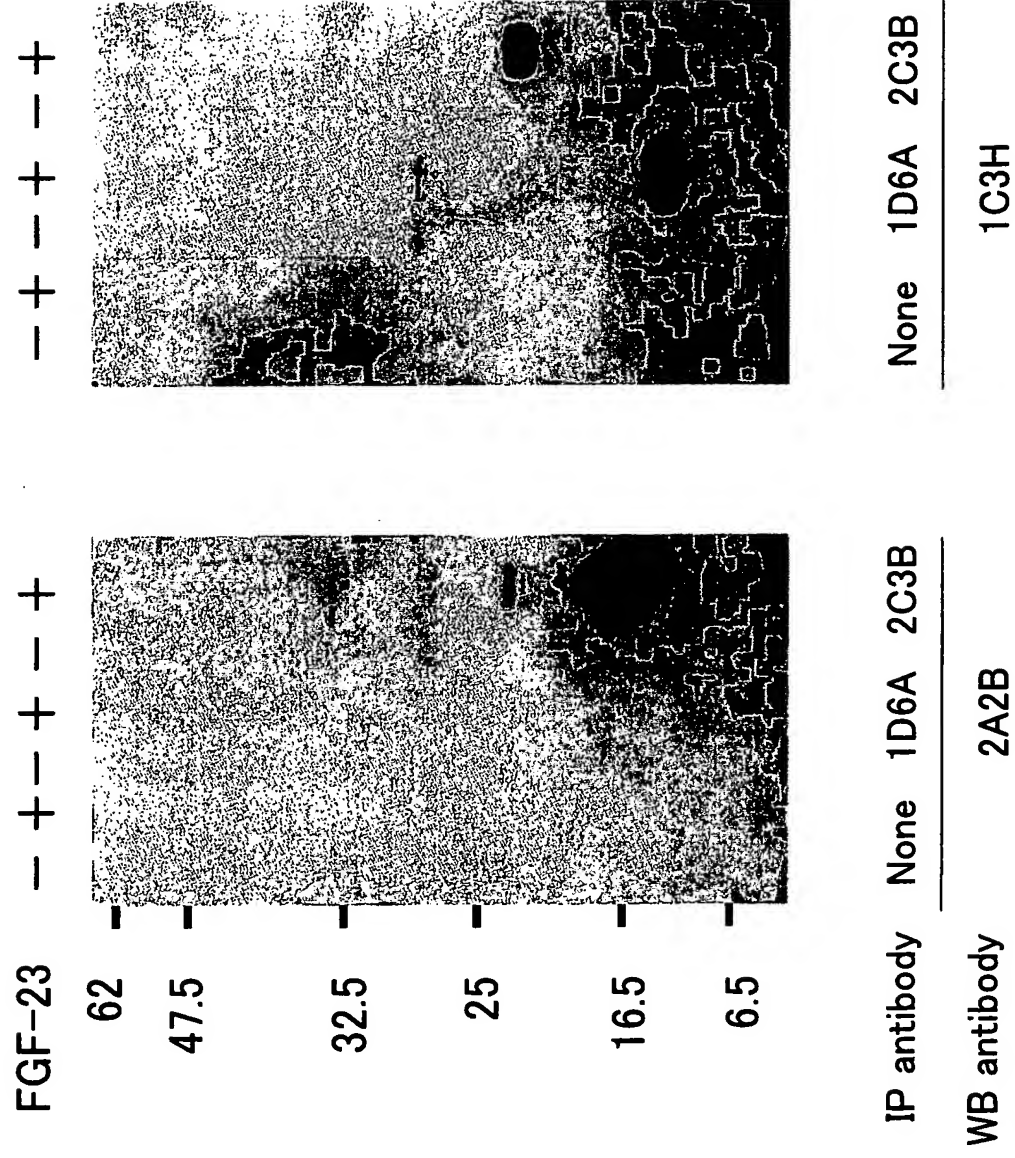 FGF-23 − + − + − + − + − + − +
62
47.5
32.5
25
16.5
6.5
IP antibody None 1D6A 2C3B None 1D6A 2C3B
WB antibody 2A2B 1C3H